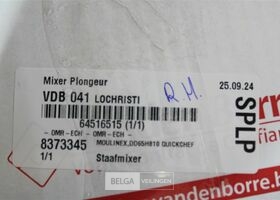 Mixer Plongeur
VDB 041 LOCHRISTI
R.M.
25.09.24
64516515 (1/1)
- OMR-ECH - - OMR-ECH -
8373345 MOULINEX,DD65H810 QUICKCHEF
1/1 Staafmixer
SPLP
vandenborre.b
BELGA VEILINGEN